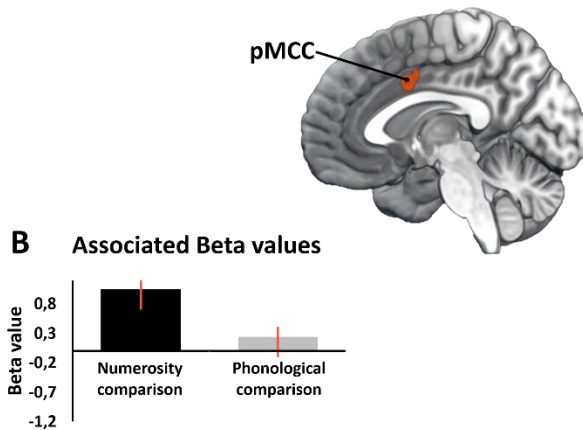 pMCC
B Associated Beta values
Beta value
0,8
0,3
-0,2
-0,7
-1,2
Numerosity
comparison
Phonological
comparison